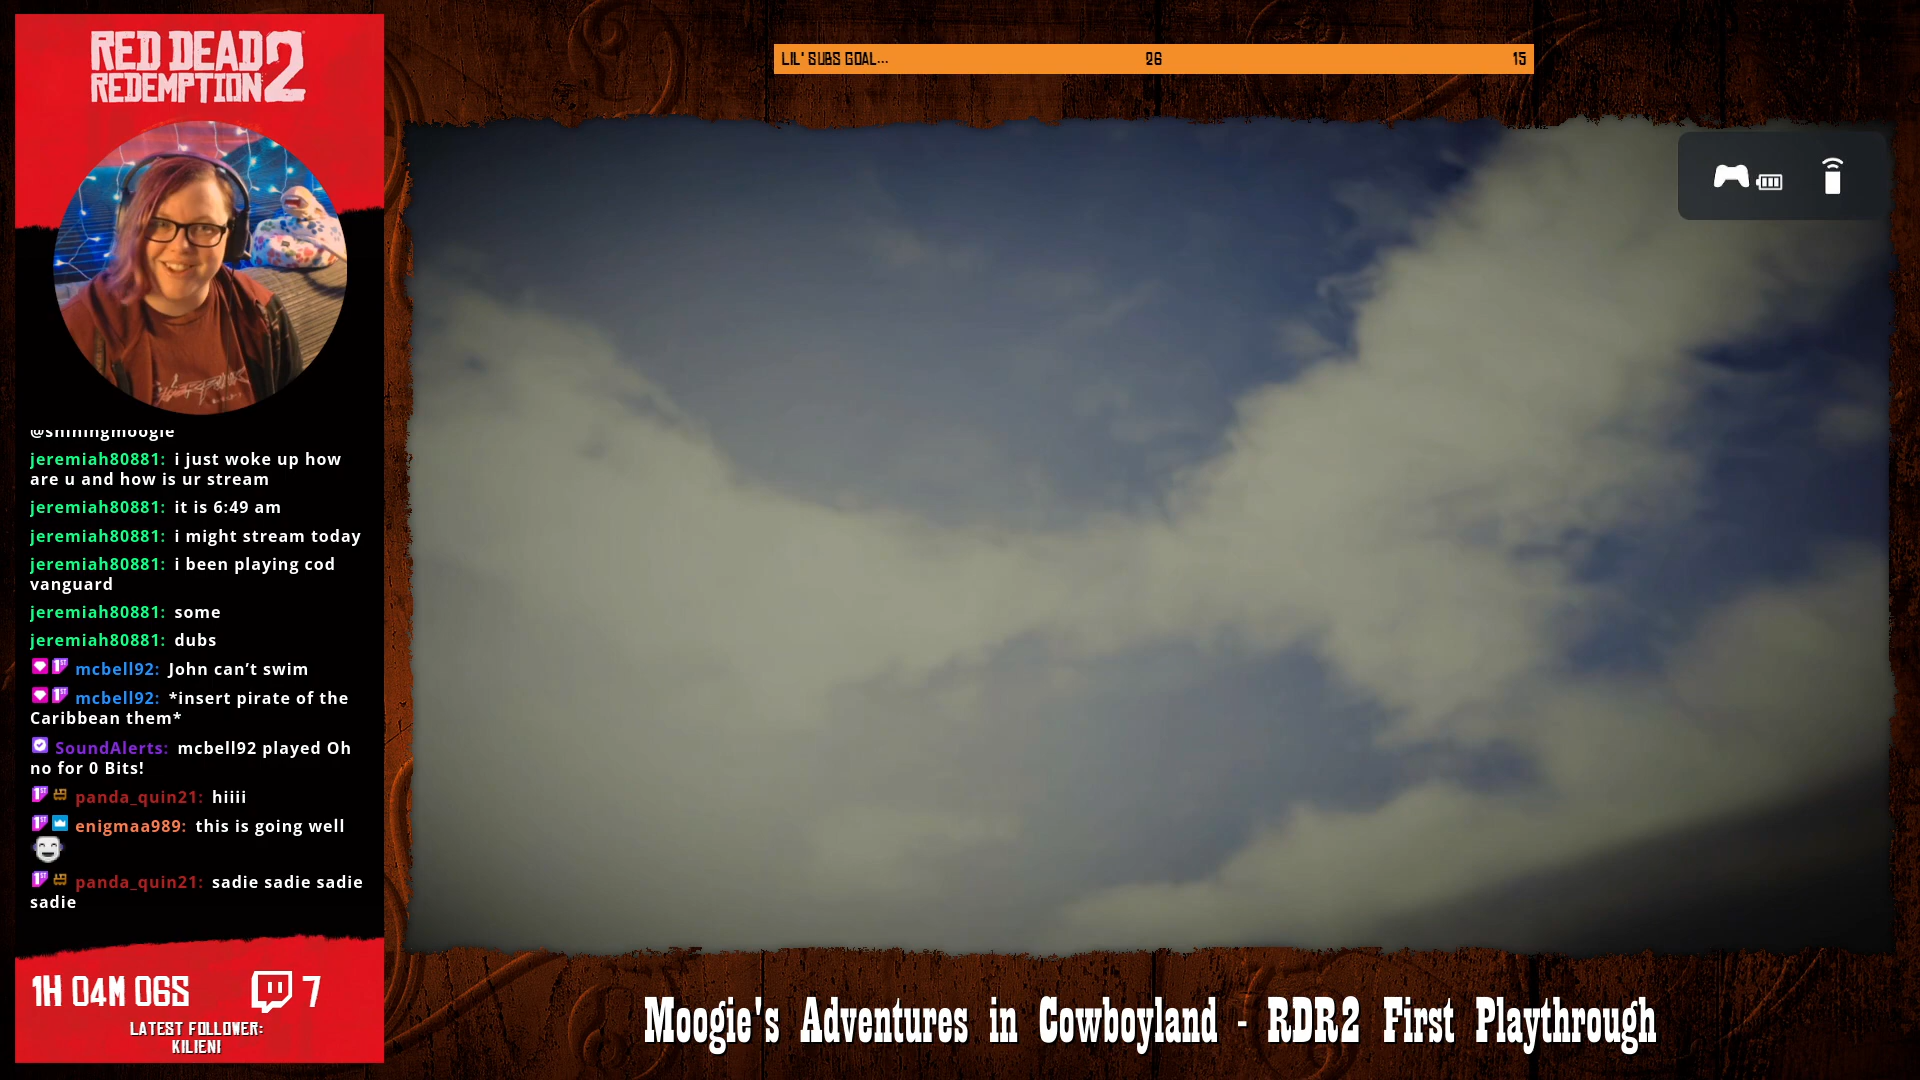 RED DEAD
REDEMPTION 2
LIL' SUBS GOAL... 26 15
@shiningmoogie
jeremiah80881: i just woke up how
are u and how is ur stream
jeremiah80881: it is 6:49 am
jeremiah80881: i might stream today
jeremiah80881: i been playing cod
vanguard
jeremiah80881: some
jeremiah80881: dubs
mcbell92: John can’t swim
mcbell92: *insert pirate of the
Caribbean them*
SoundAlerts: mcbell92 played Oh
no for 0 Bits!
panda_quin21: hiiii
enigmaa989: this is going well
panda_quin21: sadie sadie sadie
sadie
1H 04M 06S 7
LATEST FOLLOWER:
KILIENI
Moogie's Adventures in Cowboyland - RDR2 First Playthrough